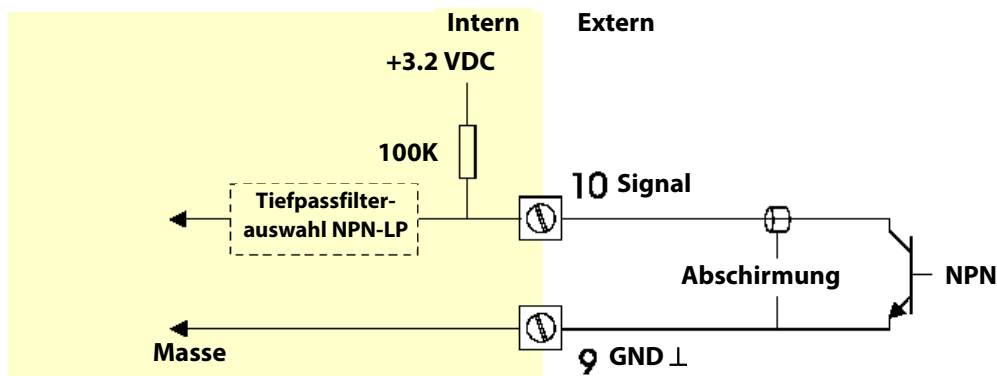 Intern
Extern
+3.2 VDC
100K
10 Signal
Tiefpassfilter-
auswahl NPN-LP
Abschirmung
NPN
Masse
9 GND ⊥